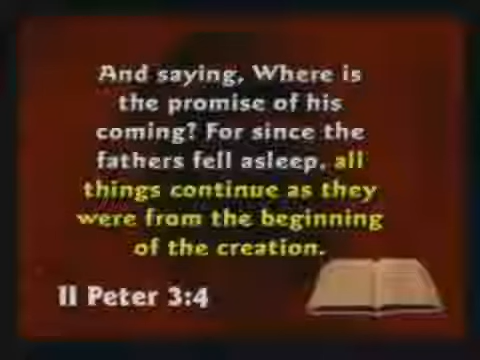 And saying, Where is
the promise of his
coming? For since the
fathers fell asleep, all
things continue as they
were from the beginning
of the creation.
II Peter 3:4